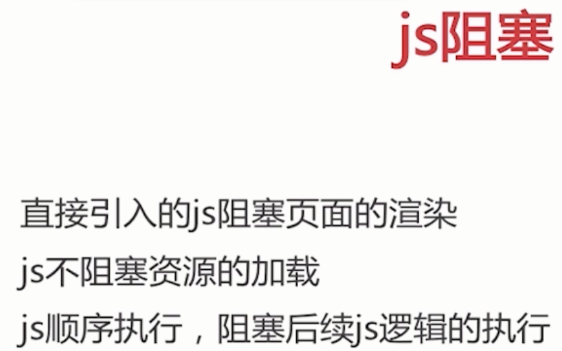 js阻塞
直接引入的js阻塞页面的渲染
js不阻塞资源的加载
js顺序执行，阻塞后续js逻辑的执行